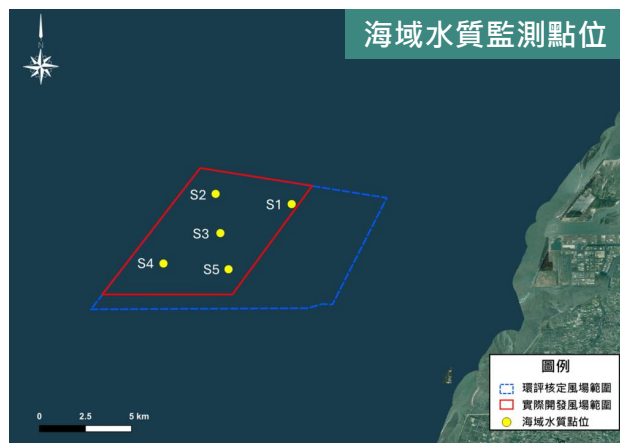 海域水質監測點位
N
S2
S1
S3
S4
S5
圖例
環評核定風場範圍
實際開發風場範圍
海域水質點位
0 2.5 5 km